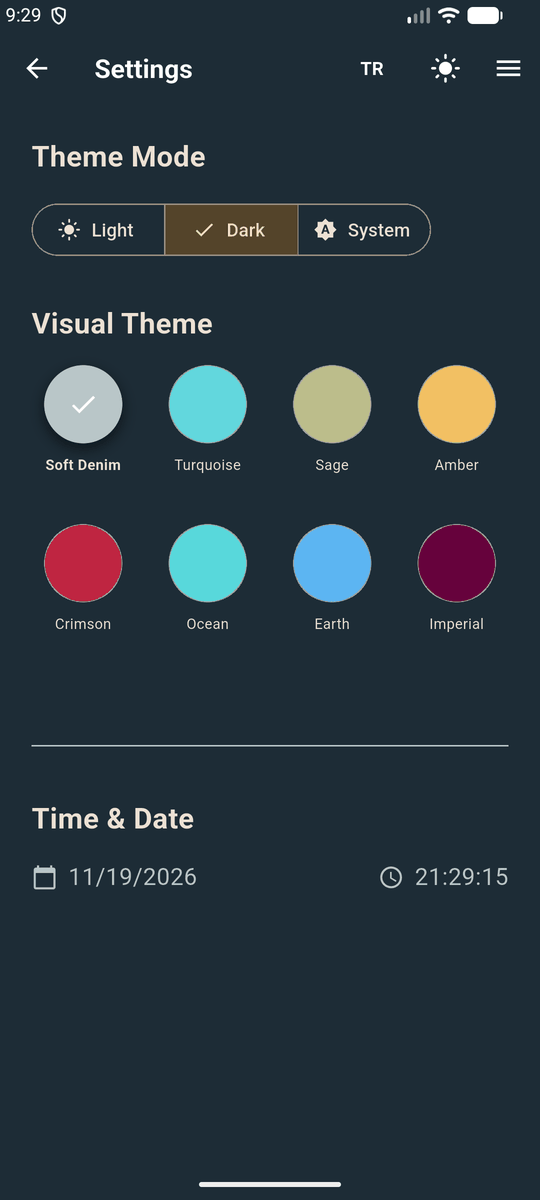 9:29
Settings TR
Theme Mode
Light Dark A System
Visual Theme
Soft Denim Turquoise Sage Amber
Crimson Ocean Earth Imperial
Time & Date
11/19/2026 21:29:15